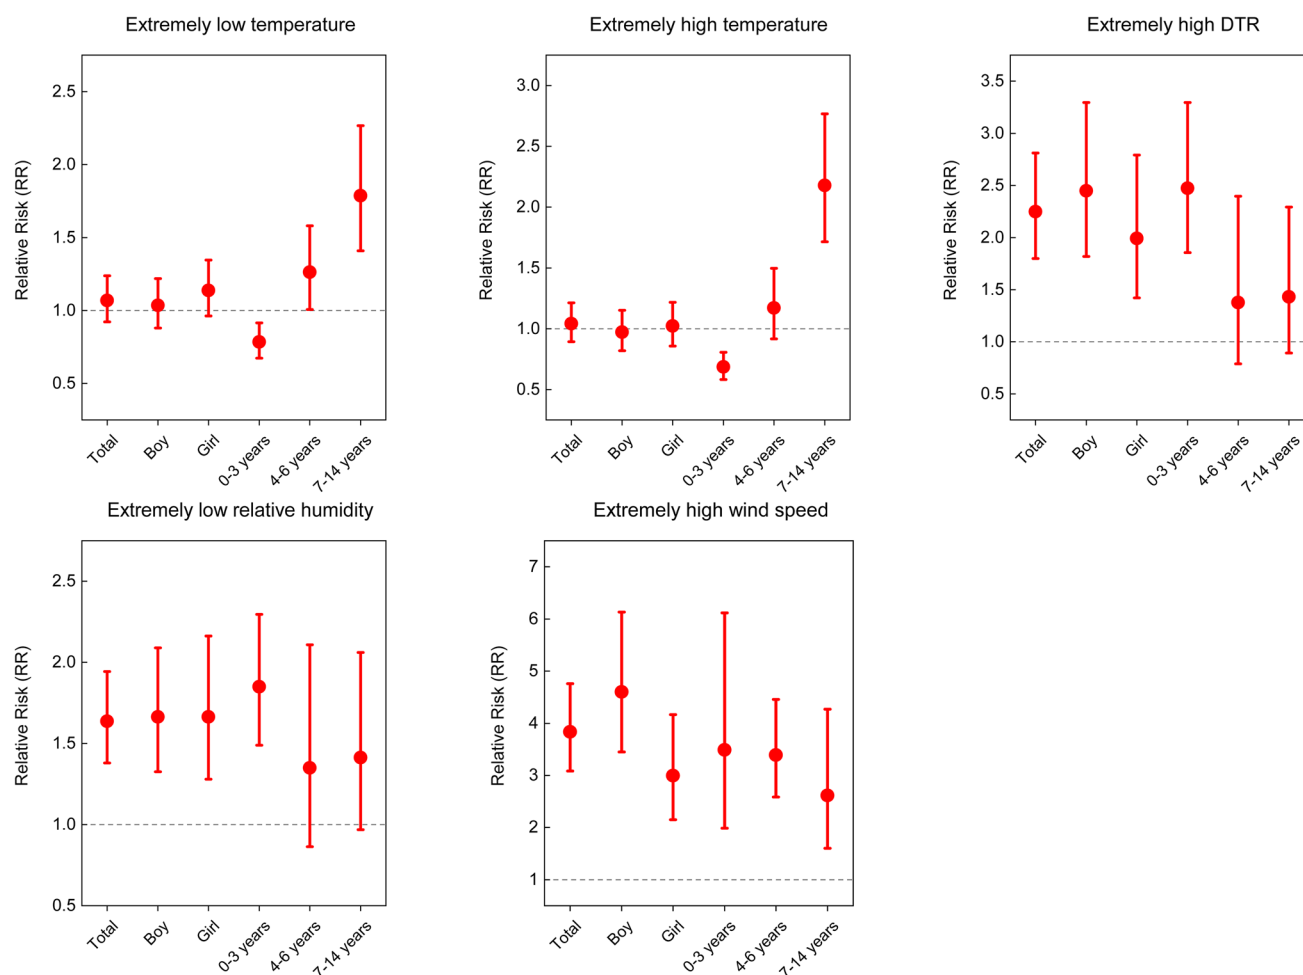 Extremely low temperature
Relative Risk (RR)
2.5
2.0
1.5
1.0
0.5
Total
Boy
Girl
0-3 years
4-6 years
7-14 years
Extremely high temperature
Relative Risk (RR)
3.0
2.5
2.0
1.5
1.0
0.5
Total
Boy
Girl
0-3 years
4-6 years
7-14 years
Extremely high DTR
Relative Risk (RR)
3.5
3.0
2.5
2.0
1.5
1.0
0.5
Total
Boy
Girl
0-3 years
4-6 years
7-14 years
Extremely low relative humidity
Relative Risk (RR)
2.5
2.0
1.5
1.0
0.5
Total
Boy
Girl
0-3 years
4-6 years
7-14 years
Extremely high wind speed
Relative Risk (RR)
7
6
5
4
3
2
1
Total
Boy
Girl
0-3 years
4-6 years
7-14 years